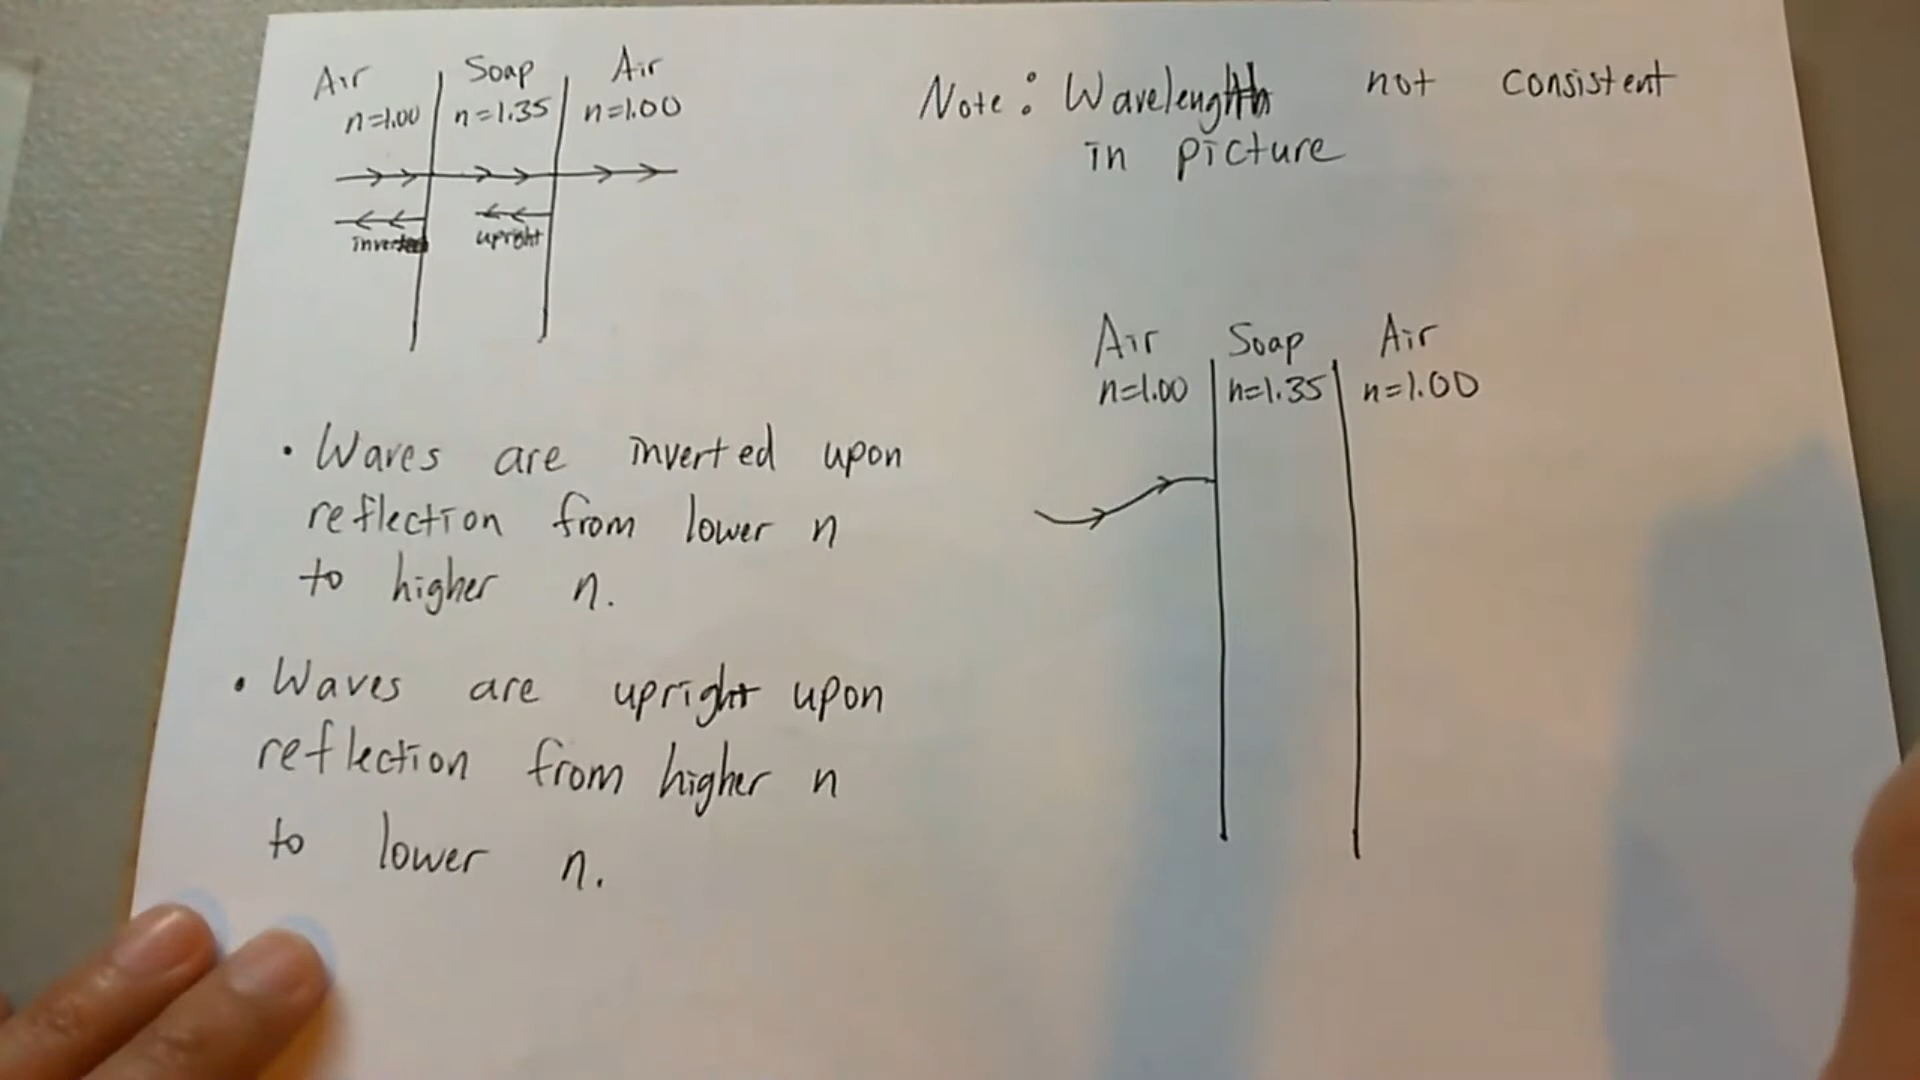 Air Soap Air
n=1.00 n=1.35 n=1.00
inverted upright
Note: Wavelength not consistent
in picture
Air Soap Air
n=1.00 n=1.35 n=1.00
• Waves are inverted upon
reflection from lower n
to higher n.
• Waves are upright upon
reflection from higher n
to lower n.